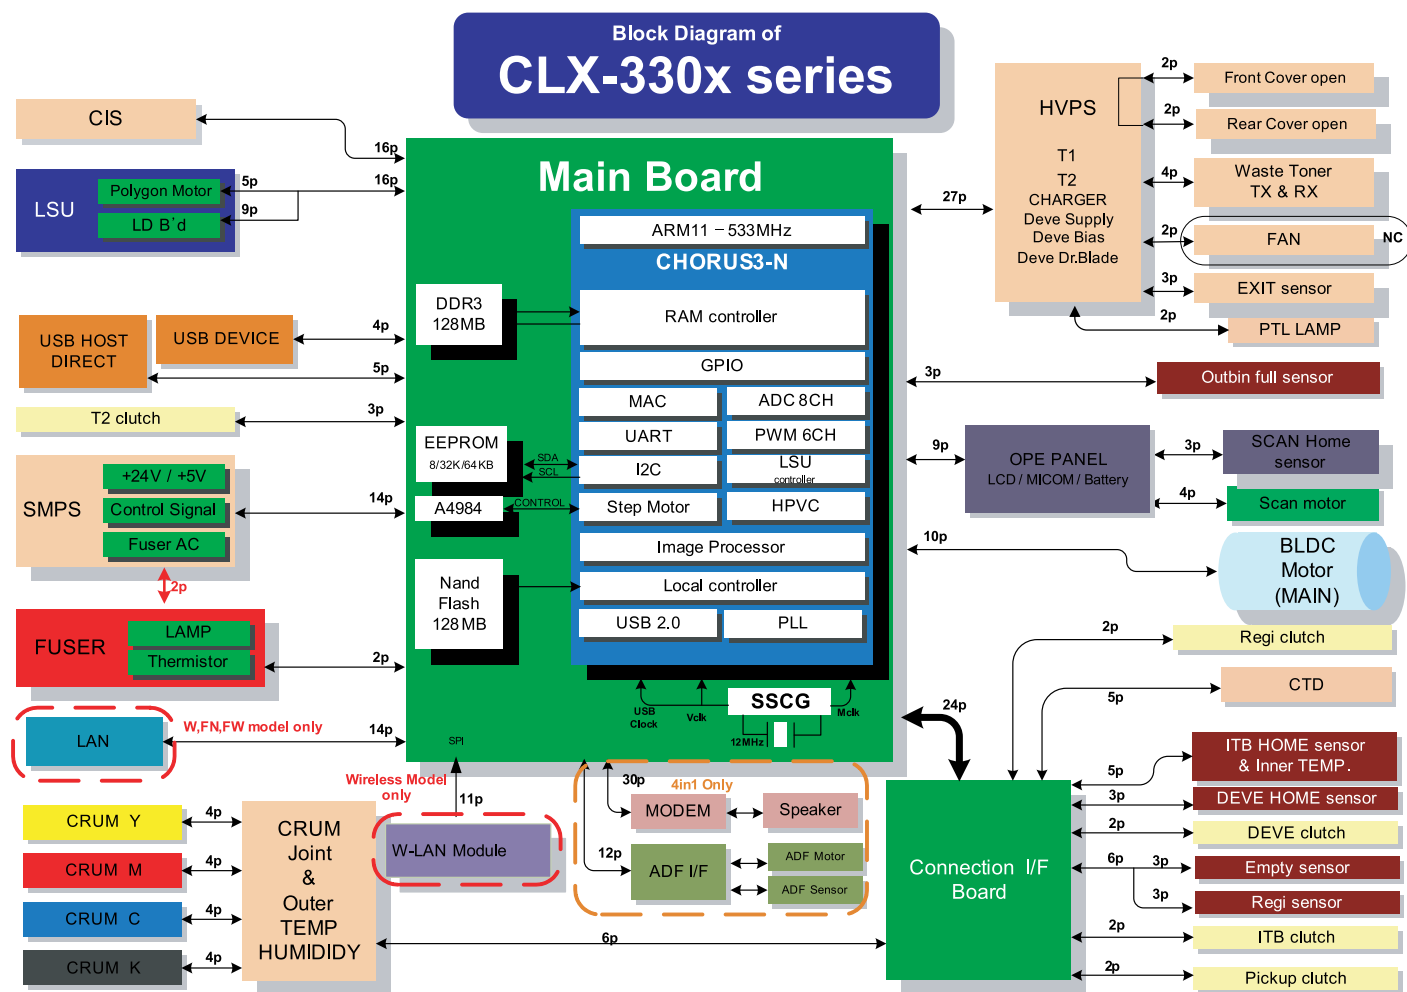 Block Diagram of
CLX-330x series
CIS
16p
LSU
Polygon Motor
LD B'd
5p
9p
16p
USB HOST
DIRECT
USB DEVICE
4p
5p
T2 clutch
3p
SMPS
+24V / +5V
Control Signal
Fuser AC
14p
2p
FUSER
LAMP
Thermistor
2p
W,FN,FW model only
LAN
14p
CRUM Y
4p
CRUM M
4p
CRUM C
4p
CRUM K
4p
CRUM
Joint
&
Outer
TEMP
HUMIDIDY
6p
Wireless Model
only
11p
W-LAN Module
SPI
Main Board
ARM11 – 533MHz
CHORUS3-N
DDR3
128MB
RAM controller
GPIO
MAC
ADC 8CH
UART
PWM 6CH
EEPROM
8/32K/64KB
SDA
SCL
I2C
LSU
controller
A4984
CONTROL
Step Motor
HPVC
Image Processor
Nand
Flash
128MB
Local controller
USB 2.0
PLL
USB
Clock
Vclk
SSCG
Mclk
12MHz
30p
4in1 Only
MODEM
Speaker
12p
ADF I/F
ADF Motor
ADF Sensor
27p
HVPS
T1
T2
CHARGER
Deve Supply
Deve Bias
Deve Dr.Blade
2p
Front Cover open
2p
Rear Cover open
4p
Waste Toner
TX & RX
2p
FAN
NC
3p
EXIT sensor
2p
PTL LAMP
3p
Outbin full sensor
9p
OPE PANEL
LCD / MICOM / Battery
3p
SCAN Home
sensor
4p
Scan motor
10p
BLDC
Motor
(MAIN)
24p
Connection I/F
Board
2p
Regi clutch
5p
CTD
5p
ITB HOME sensor
& Inner TEMP.
3p
DEVE HOME sensor
2p
DEVE clutch
6p
3p
Empty sensor
3p
Regi sensor
2p
ITB clutch
2p
Pickup clutch